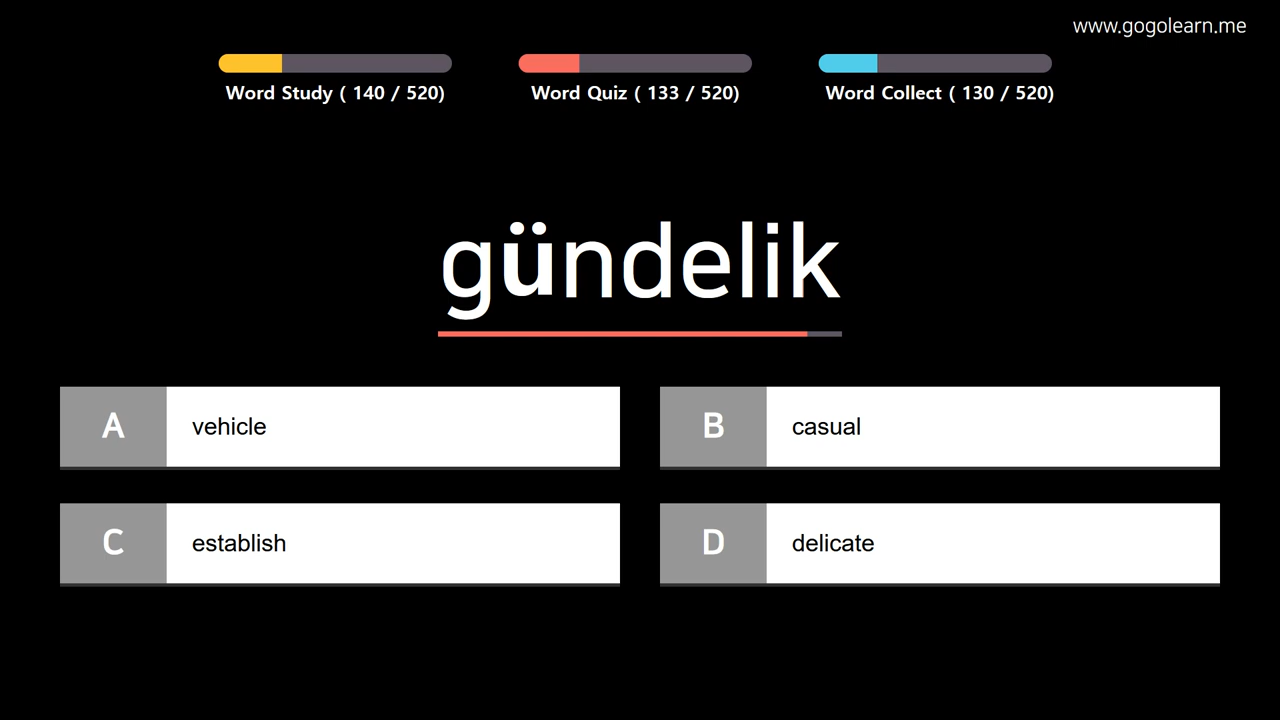 www.gogolearn.me
Word Study ( 140 / 520)
Word Quiz ( 133 / 520)
Word Collect ( 130 / 520)
gündelik
A vehicle
B casual
C establish
D delicate